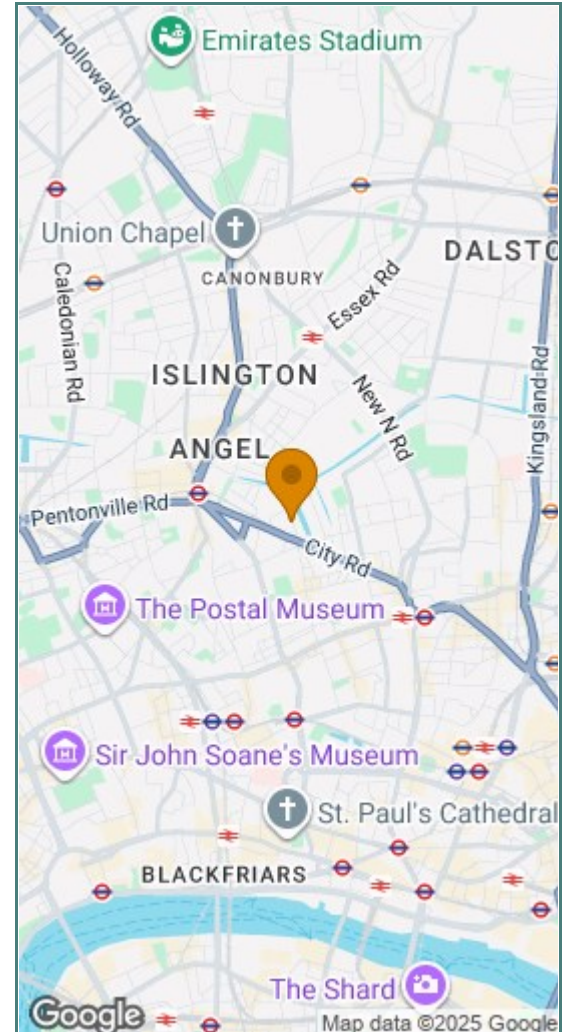 Emirates Stadium
Holloway Rd
Union Chapel
DALSTO
CANONBURY
Caledonian Rd
Essex Rd
ISLINGTON
New N Rd
Kingsland Rd
ANGEL
Pentonville Rd
City Rd
The Postal Museum
Sir John Soane's Museum
St. Paul's Cathedral
BLACKFRIARS
The Shard
Google
Map data ©2025 Google